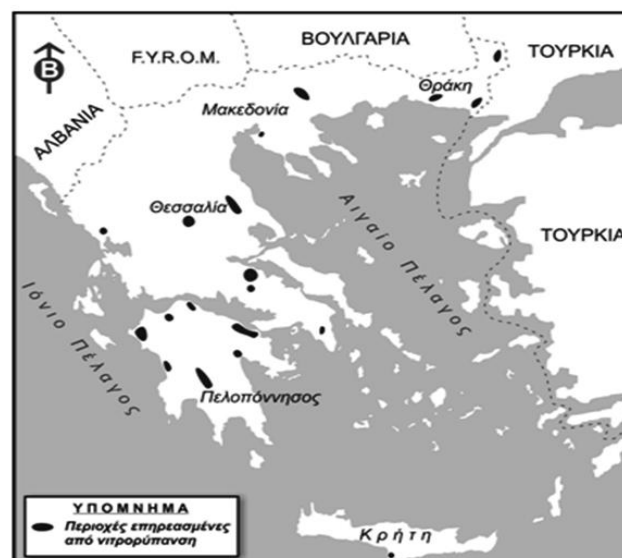 ΒΟΥΛΓΑΡΙΑ
F.Y.R.O.M.
ΤΟΥΡΚΙΑ
Β
Θράκη
Μακεδονία
ΑΛΒΑΝΙΑ
Θεσσαλία
Αιγαίο Πέλαγος
ΤΟΥΡΚΙΑ
Ιόνιο Πέλαγος
Πελοπόννησος
ΥΠΟΜΝΗΜΑ
Περιοχές επηρεασμένες
από νιτρορύπανση
Κρήτη